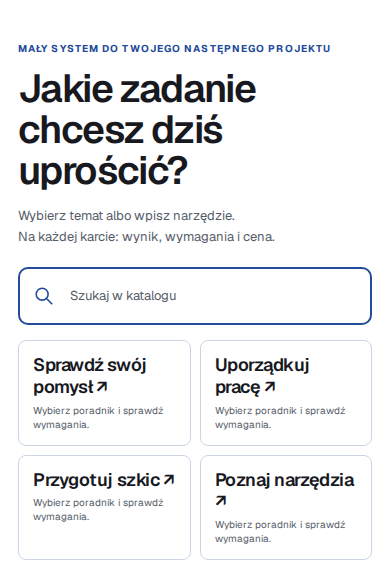 MAŁY SYSTEM DO TWOJEGO NASTĘPNEGO PROJEKTU
Jakie zadanie
chcesz dziś
uprościć?
Wybierz temat albo wpisz narzędzie.
Na każdej karcie: wynik, wymagania i cena.
Szukaj w katalogu
Sprawdź swój
pomysł ↗
Wybierz poradnik i sprawdź
wymagania.
Uporządkuj
pracę ↗
Wybierz poradnik i sprawdź
wymagania.
Przygotuj szkic ↗
Wybierz poradnik i sprawdź
wymagania.
Poznaj narzędzia
↗
Wybierz poradnik i sprawdź
wymagania.